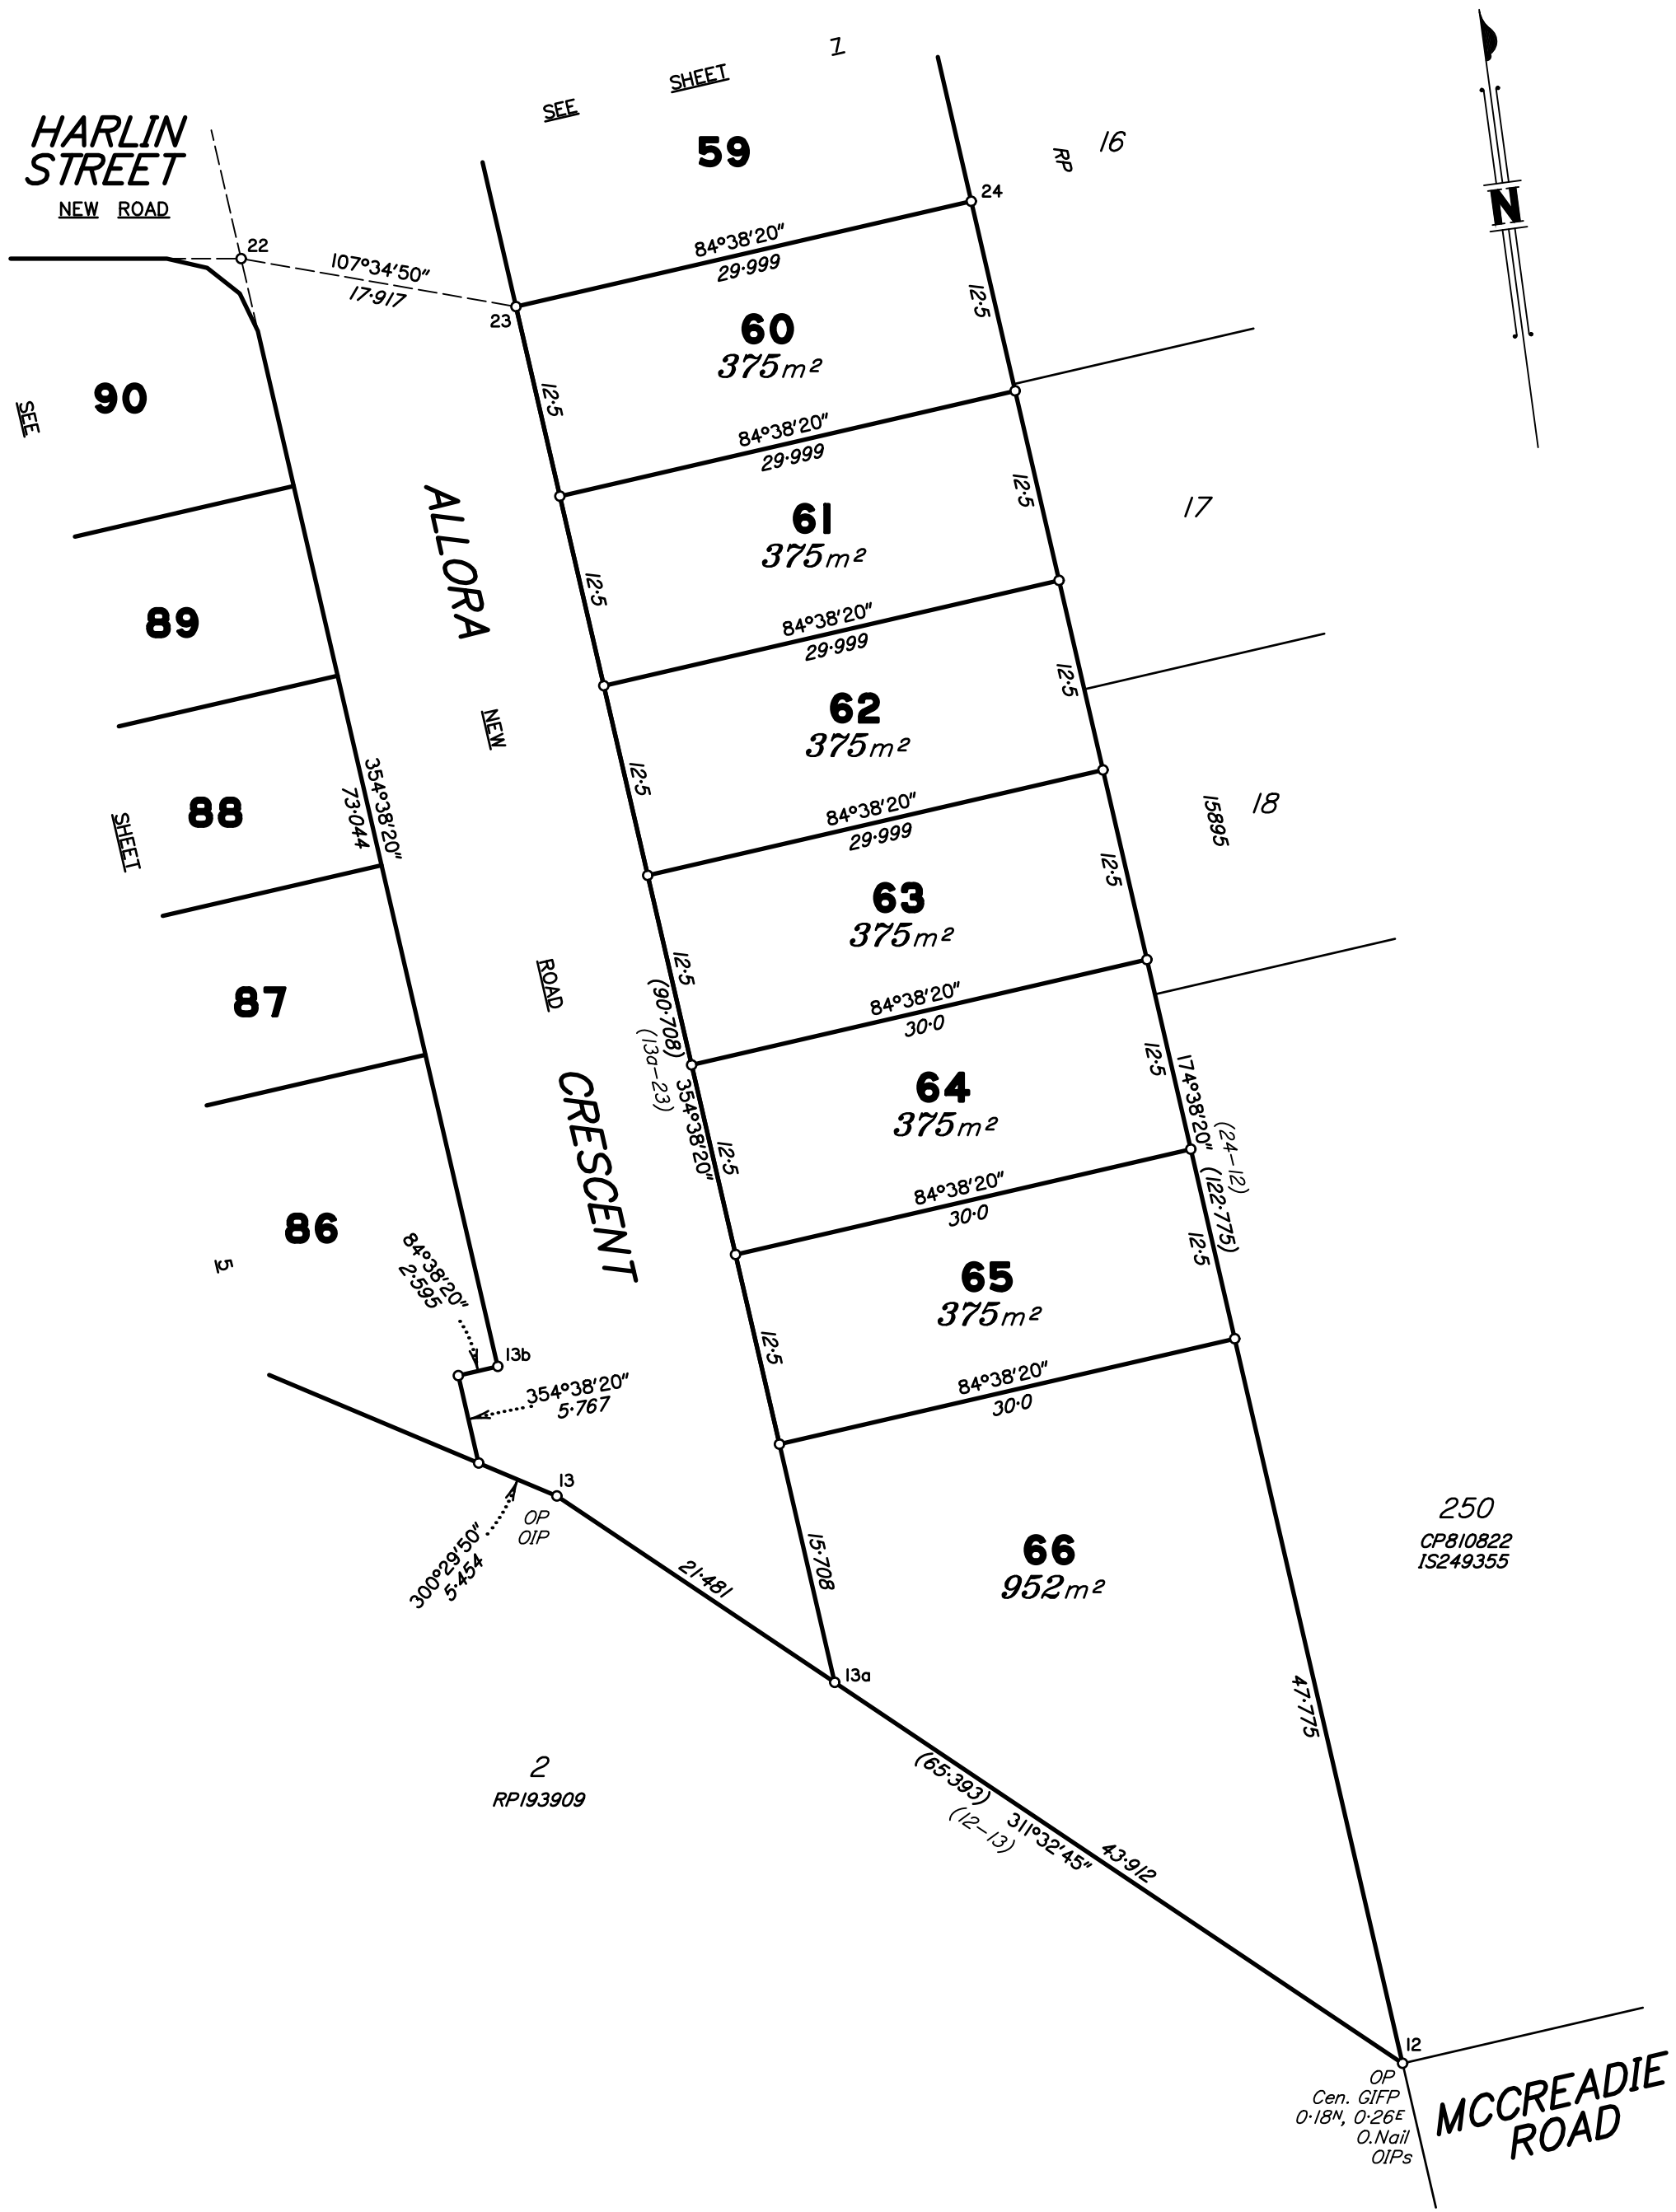 SEE SHEET 7
HARLIN
STREET
NEW ROAD
N
59
RP
16
24
22
107°34'50"
17·917
23
84°38'20"
29·999
12·5
60
375m²
12·5
84°38'20"
29·999
90
SEE
12·5
61
375m²
12·5
17
84°38'20"
29·999
ALLORA
89
12·5
62
375m²
12·5
NEW
84°38'20"
29·999
88
SHEET
354°38'20"
73·044
12·5
63
375m²
12·5
15895
18
84°38'20"
30·0
87
ROAD
(90·708)
(13a-23)
354°38'20"
12·5
64
375m²
12·5
174°38'20"
(122·775)
(24-12)
84°38'20"
30·0
CRESCENT
86
5
12·5
65
375m²
12·5
84°38'20"
30·0
84°38'20"
2·595
13b
354°38'20"
5·767
13
OP
OIP
300°29'50"
5·454
21·481
15·708
66
952m²
250
CP810822
IS249355
13a
47·775
2
RP193909
(65·393)
(12-13)
311°32'45"
43·912
12
OP
Cen. GIFP
0·18N, 0·26E
O.Nail
OIPs
MCCREADIE
ROAD